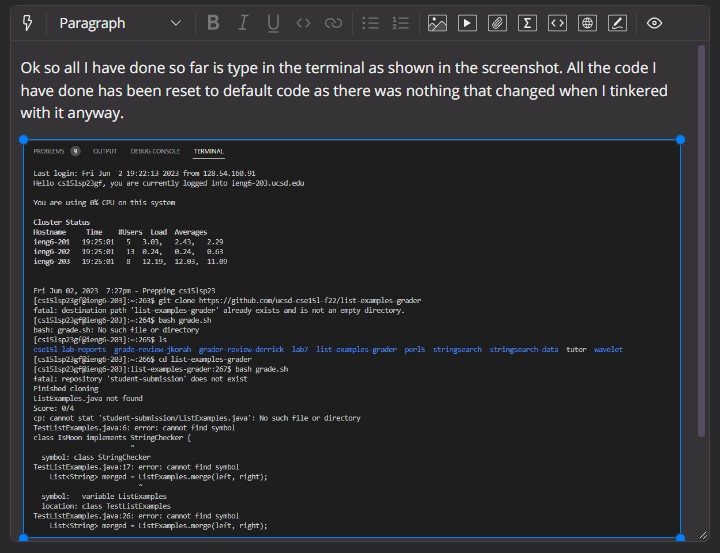 Paragraph
B I U
Ok so all I have done so far is type in the terminal as shown in the screenshot. All the code I
have done has been reset to default code as there was nothing that changed when I tinkered
with it anyway.
PROBLEMS 9 OUTPUT DEBUG CONSOLE TERMINAL
Last login: Fri Jun  2 19:22:13 2023 from 128.54.160.91
Hello cs15lsp23gf, you are currently logged into ieng6-203.ucsd.edu
You are using 0% CPU on this system
Cluster Status
Hostname Time #Users Load Averages
ieng6-201 19:25:01 5 3.03, 2.43, 2.29
ieng6-202 19:25:01 13 0.24, 0.24, 0.63
ieng6-203 19:25:01 8 12.19, 12.03, 11.09
Fri Jun 02, 2023  7:27pm - Prepping cs15lsp23
[cs15lsp23gf@ieng6-203]:~:263$ git clone https://github.com/ucsd-cse15l-f22/list-examples-grader
fatal: destination path 'list-examples-grader' already exists and is not an empty directory.
[cs15lsp23gf@ieng6-203]:~:264$ bash grade.sh
bash: grade.sh: No such file or directory
[cs15lsp23gf@ieng6-203]:~:265$ ls
cse15l-lab-reports grade-review-jkorah grader-review-derrick lab7 list-examples-grader perl5 stringsearch stringsearch-data tutor wavelet
[cs15lsp23gf@ieng6-203]:~:266$ cd list-examples-grader
[cs15lsp23gf@ieng6-203]:list-examples-grader:267$ bash grade.sh
fatal: repository 'student-submission' does not exist
Finished cloning
ListExamples.java not found
Score: 0/4
cp: cannot stat 'student-submission/ListExamples.java': No such file or directory
TestListExamples.java:6: error: cannot find symbol
class IsMoon implements StringChecker {
^
symbol: class StringChecker
TestListExamples.java:17: error: cannot find symbol
List<String> merged = ListExamples.merge(left, right);
^
symbol:   variable ListExamples
location: class TestListExamples
TestListExamples.java:26: error: cannot find symbol
List<String> merged = ListExamples.merge(left, right);